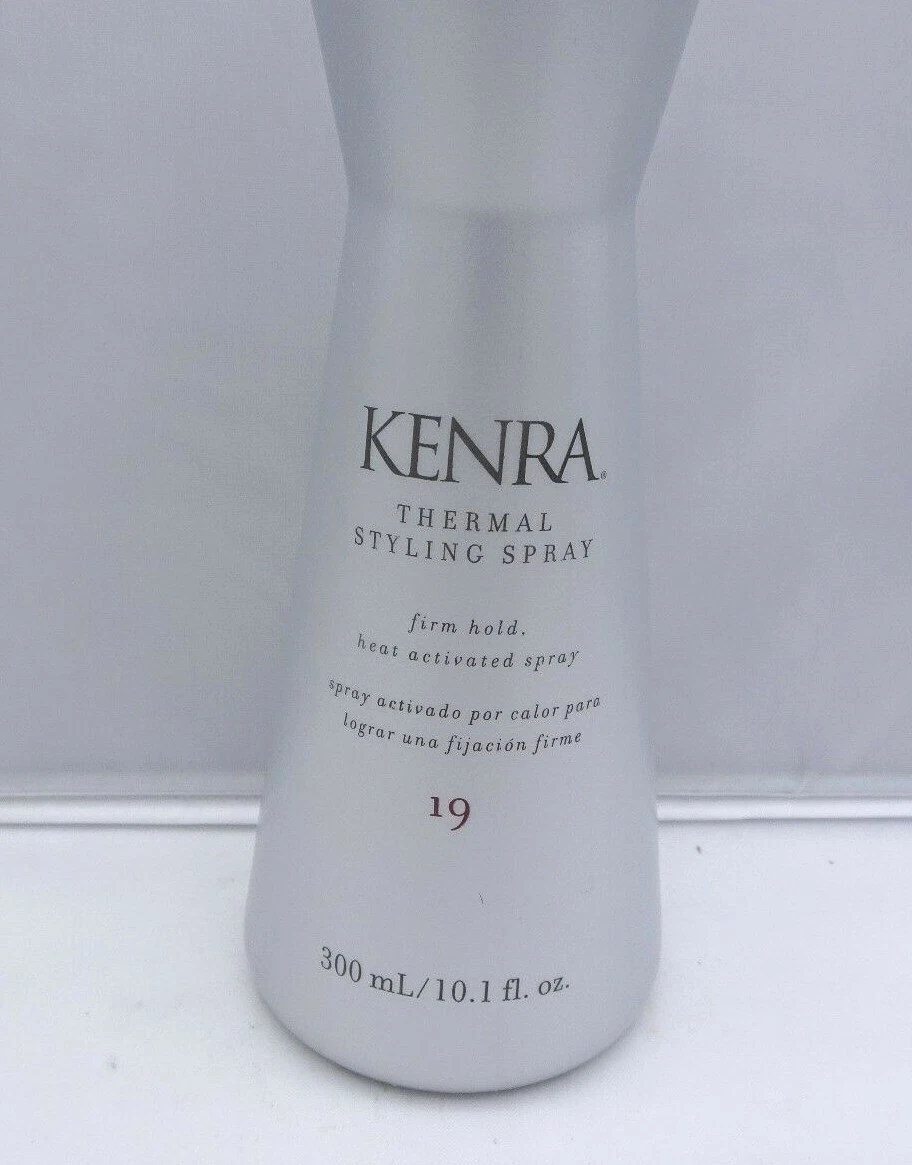 KENRA®
THERMAL
STYLING SPRAY
firm hold,
heat activated spray
spray activado por calor para
lograr una fijación firme
19
300 mL/10.1 fl. oz.